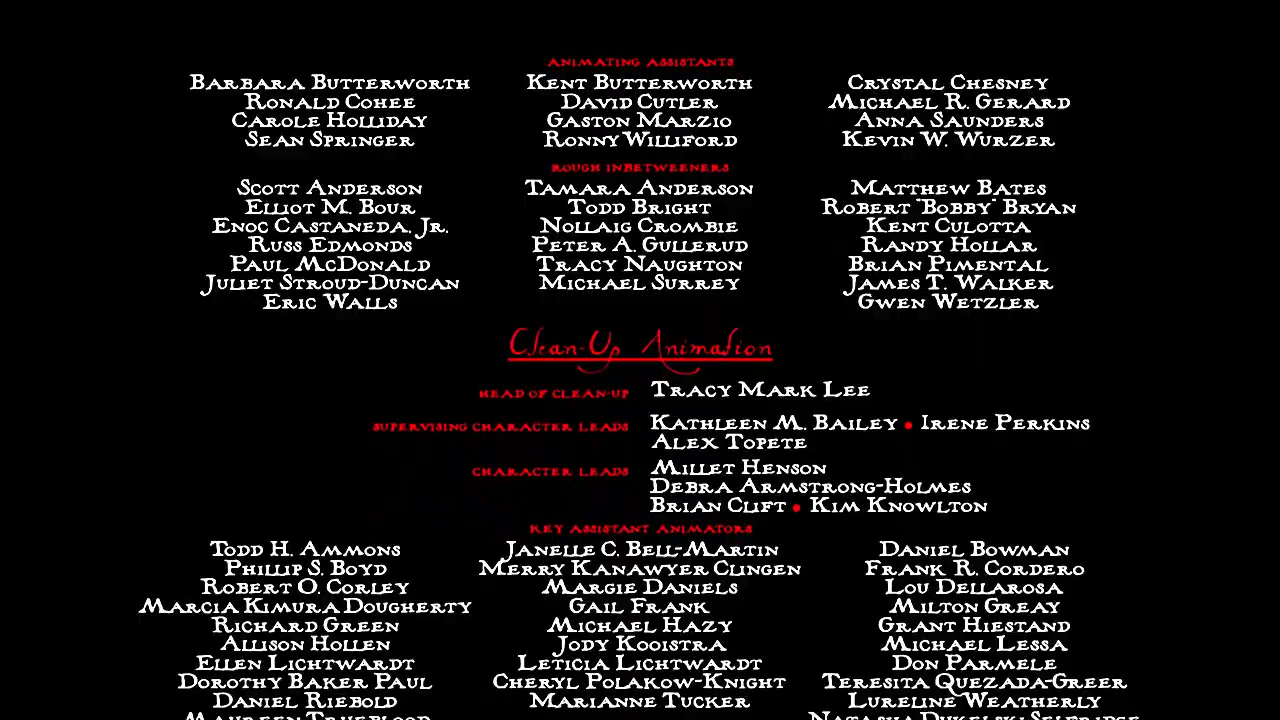 ANIMATING ASSISTANTS
BARBARA BUTTERWORTH KENT BUTTERWORTH CRYSTAL CHESNEY
RONALD COHEE DAVID CUTLER MICHAEL R. GERARD
CAROLE HOLLIDAY GASTON MARZIO ANNA SAUNDERS
SEAN SPRINGER RONNY WILLIFORD KEVIN W. WURZER
ROUGH INBETWEENERS
SCOTT ANDERSON TAMARA ANDERSON MATTHEW BATES
ELLIOT M. BOUR TODD BRIGHT ROBERT "BOBBY" BRYAN
ENOC CASTANEDA, JR. NOLLAIG CROMBIE KENT CULOTTA
RUSS EDMONDS PETER A. GULLERUD RANDY HOLLAR
PAUL MCDONALD TRACY NAUGHTON BRIAN PIMENTAL
JULIET STROUD-DUNCAN MICHAEL SURREY JAMES T. WALKER
ERIC WALLS GWEN WETZLER
Clean-Up Animation
HEAD OF CLEAN-UP TRACY MARK LEE
SUPERVISING CHARACTER LEADS KATHLEEN M. BAILEY • IRENE PERKINS
ALEX TOPETE
CHARACTER LEADS MILLET HENSON
DEBRA ARMSTRONG-HOLMES
BRIAN CLIFT • KIM KNOWLTON
KEY ASSISTANT ANIMATORS
TODD H. AMMONS JANELLE C. BELL-MARTIN DANIEL BOWMAN
PHILLIP S. BOYD MERRY KANAWYER CLINGEN FRANK R. CORDERO
ROBERT O. CORLEY MARGIE DANIELS LOU DELLAROSA
MARCIA KIMURA DOUGHERTY GAIL FRANK MILTON GREAY
RICHARD GREEN MICHAEL HAZY GRANT HIESTAND
ALLISON HOLLEN JODY KOOISTRA MICHAEL LESSA
ELLEN LICHTWARDT LETICIA LICHTWARDT DON PARMELE
DOROTHY BAKER PAUL CHERYL POLAKOW-KNIGHT TERESITA QUEZADA-GREER
DANIEL RIEBOLD MARIANNE TUCKER LURELINE WEATHERLY
MAUREEN TRUEBLOOD NATASHA DUKELSKI SELFRIDGE